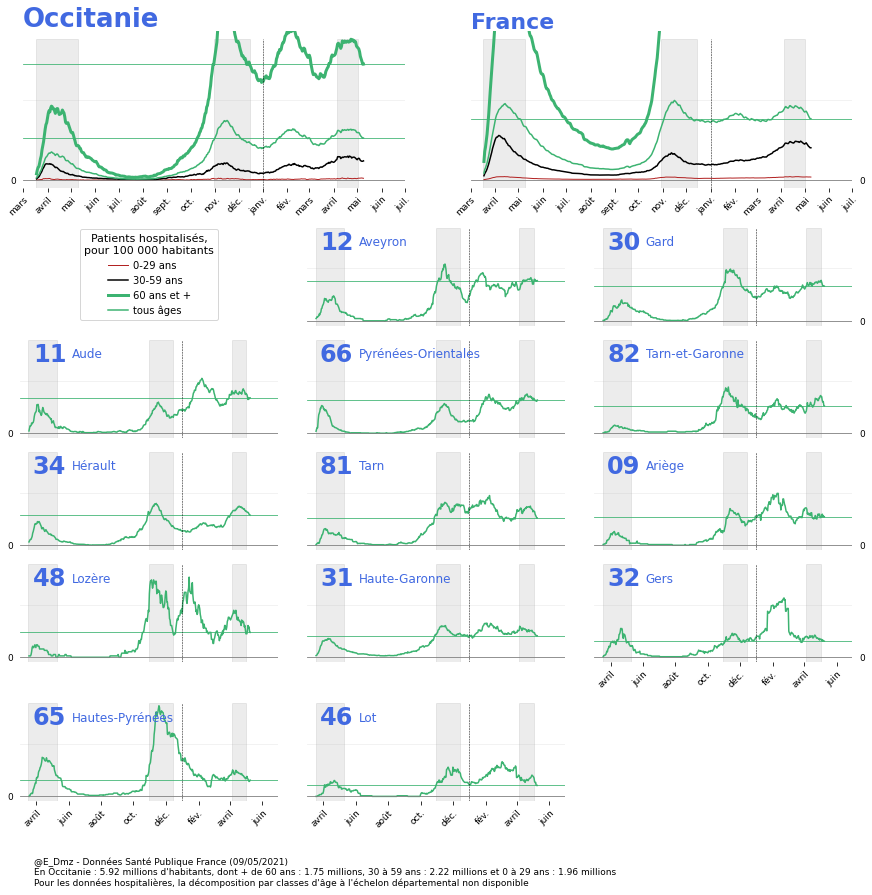 Occitanie
France
0
mars avril mai juin juil. août sept. oct. nov. déc. janv. fév. mars avril mai juin juil.
mars avril mai juin juil. août sept. oct. nov. déc. janv. fév. mars avril mai juin juil.
0
Patients hospitalisés,
pour 100 000 habitants
0-29 ans
30-59 ans
60 ans et +
tous âges
12 Aveyron
30 Gard
0
11 Aude
66 Pyrénées-Orientales
82 Tarn-et-Garonne
0
0
34 Hérault
81 Tarn
09 Ariège
0
0
48 Lozère
31 Haute-Garonne
32 Gers
0
0
avril juin août oct. déc. fév. avril juin
65 Hautes-Pyrénées
46 Lot
0
avril juin août oct. déc. fév. avril juin
avril juin août oct. déc. fév. avril juin
@E_Dmz - Données Santé Publique France (09/05/2021)
En Occitanie : 5.92 millions d'habitants, dont + de 60 ans : 1.75 millions, 30 à 59 ans : 2.22 millions et 0 à 29 ans : 1.96 millions
Pour les données hospitalières, la décomposition par classes d'âge à l'échelon départemental non disponible